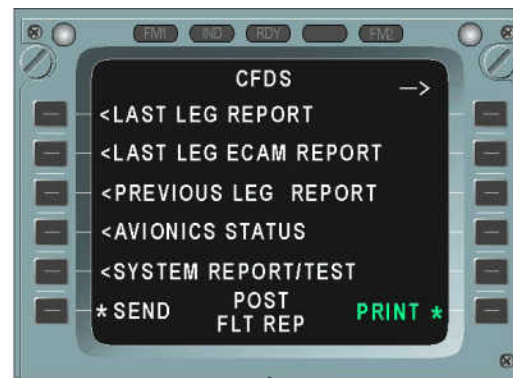 FM1 IND RDY FM2
CFDS -->
<LAST LEG REPORT
<LAST LEG ECAM REPORT
<PREVIOUS LEG REPORT
<AVIONICS STATUS
<SYSTEM REPORT/TEST
*SEND POST PRINT *
FLT REP